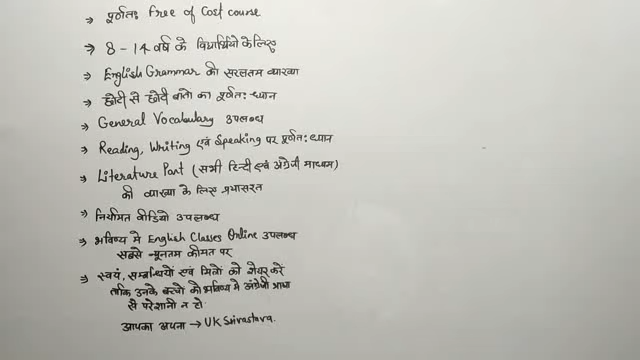 → पूर्णतः free of Cost course
→ 8-14 वर्ष के विद्यार्थियो के लिए
→ English Grammar की सरलतम व्याख्या
→ छोटी से छोटी बातो का पूर्णतः ध्यान
→ General Vocabulary उपलब्ध
→ Reading, Writing एवं Speaking पर पूर्णतः ध्यान
→ Literature Part (सभी हिन्दी एवं अंग्रेजी माध्यम)
की व्याख्या के लिए प्रयासरत
→ नियमित वीडियो उपलब्ध
→ भविष्य मे English Classes Online उपलब्ध
सबसे न्यूनतम कीमत पर
→ स्वयं, सम्बन्धियों एवं मित्रों को शेयर करें
ताकि उनके बच्चो को भविष्य मे अंग्रेजी भाषा
से परेशानी न हो
आपका अपना → UK Srivastava.